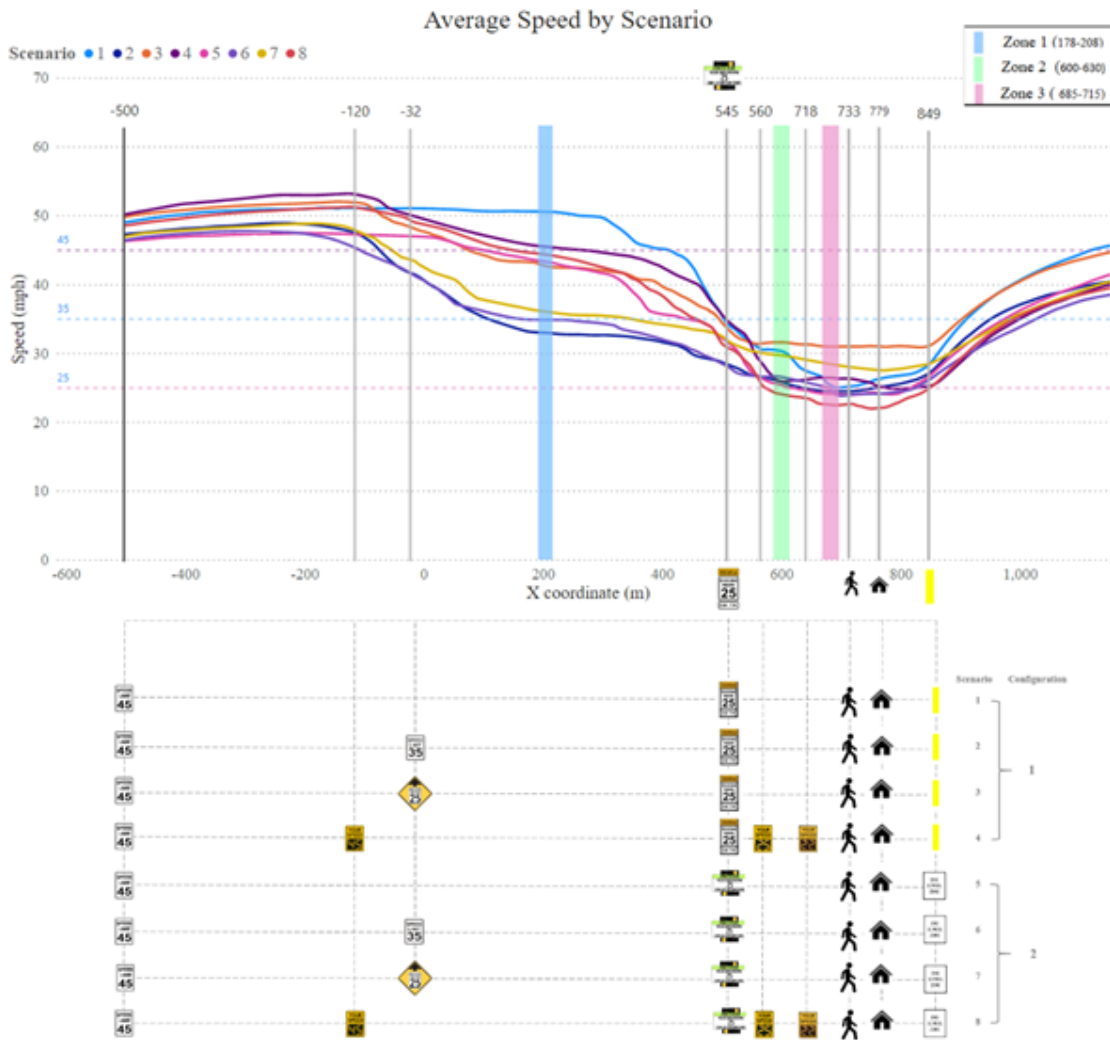 Average Speed by Scenario
Scenario 1 2 3 4 5 6 7 8
Zone 1 (178-208)
Zone 2 (600-630)
Zone 3 ( 685-715)
70
-500 -120 -32 545 560 718 733 779 849
60
50
45
40
35
30
25
20
10
0
Speed (mph)
-600 -400 -200 0 200 400 600 800 1,000
X coordinate (m)
25
Scenario Configuration
45 25 1
45 35 25 2
1
45 25 25 3
45 25 4
45 5
45 35 6
2
45 25 7
45 8